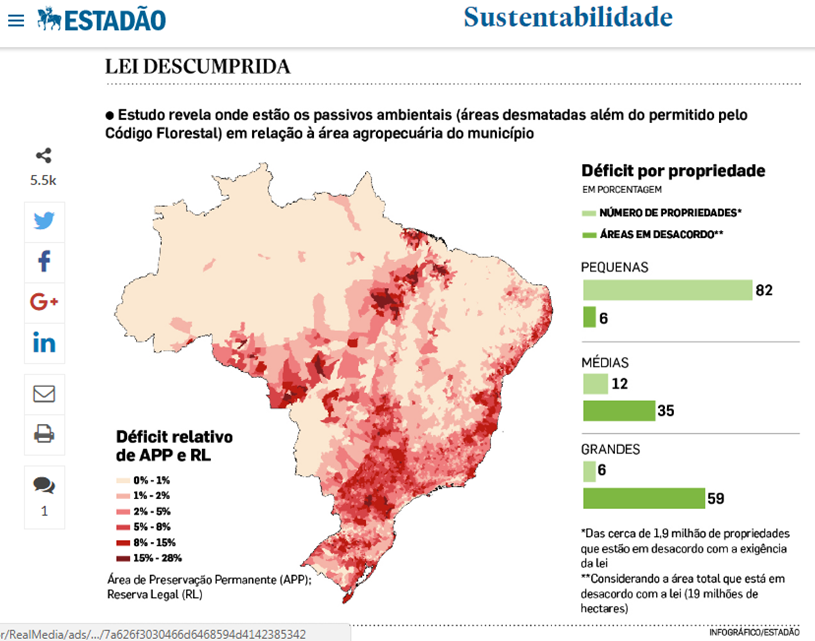 ESTADÃO
Sustentabilidade
LEI DESCUMPRIDA
● Estudo revela onde estão os passivos ambientais (áreas desmatadas além do permitido pelo
Código Florestal) em relação à área agropecuária do município
5.5k
G+
in
1
Déficit relativo
de APP e RL
0% - 1%
1% - 2%
2% - 5%
5% - 8%
8% - 15%
15% - 28%
Área de Preservação Permanente (APP);
Reserva Legal (RL)
Déficit por propriedade
EM PORCENTAGEM
NÚMERO DE PROPRIEDADES*
ÁREAS EM DESACORDO**
PEQUENAS
82
6
MÉDIAS
12
35
GRANDES
6
59
*Das cerca de 1,9 milhão de propriedades
que estão em desacordo com a exigência
da lei
**Considerando a área total que está em
desacordo com a lei (19 milhões de
hectares)
INFOGRÁFICO/ESTADÃO
r/RealMedia/ads/.../7a626f3030466d6468594d4142385342